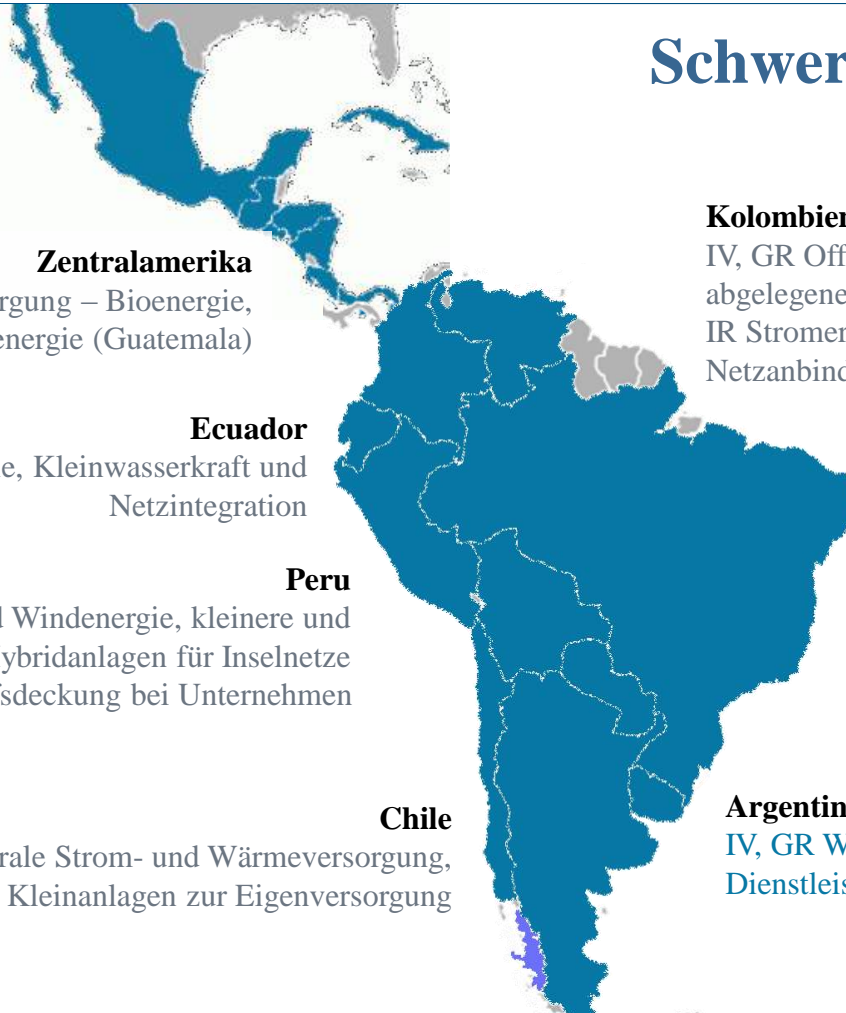 Schwer
Zentralamerika
rgung – Bioenergie,
energie (Guatemala)
Kolombien
IV, GR Off
abgelegene
IR Stromer
Netzanbind
Ecuador
e, Kleinwasserkraft und
Netzintegration
Peru
d Windenergie, kleinere und
ybridanlagen für Inselnetze
fsdeckung bei Unternehmen
Chile
rale Strom- und Wärmeversorgung,
Kleinanlagen zur Eigenversorgung
Argentin
IV, GR W
Dienstleis